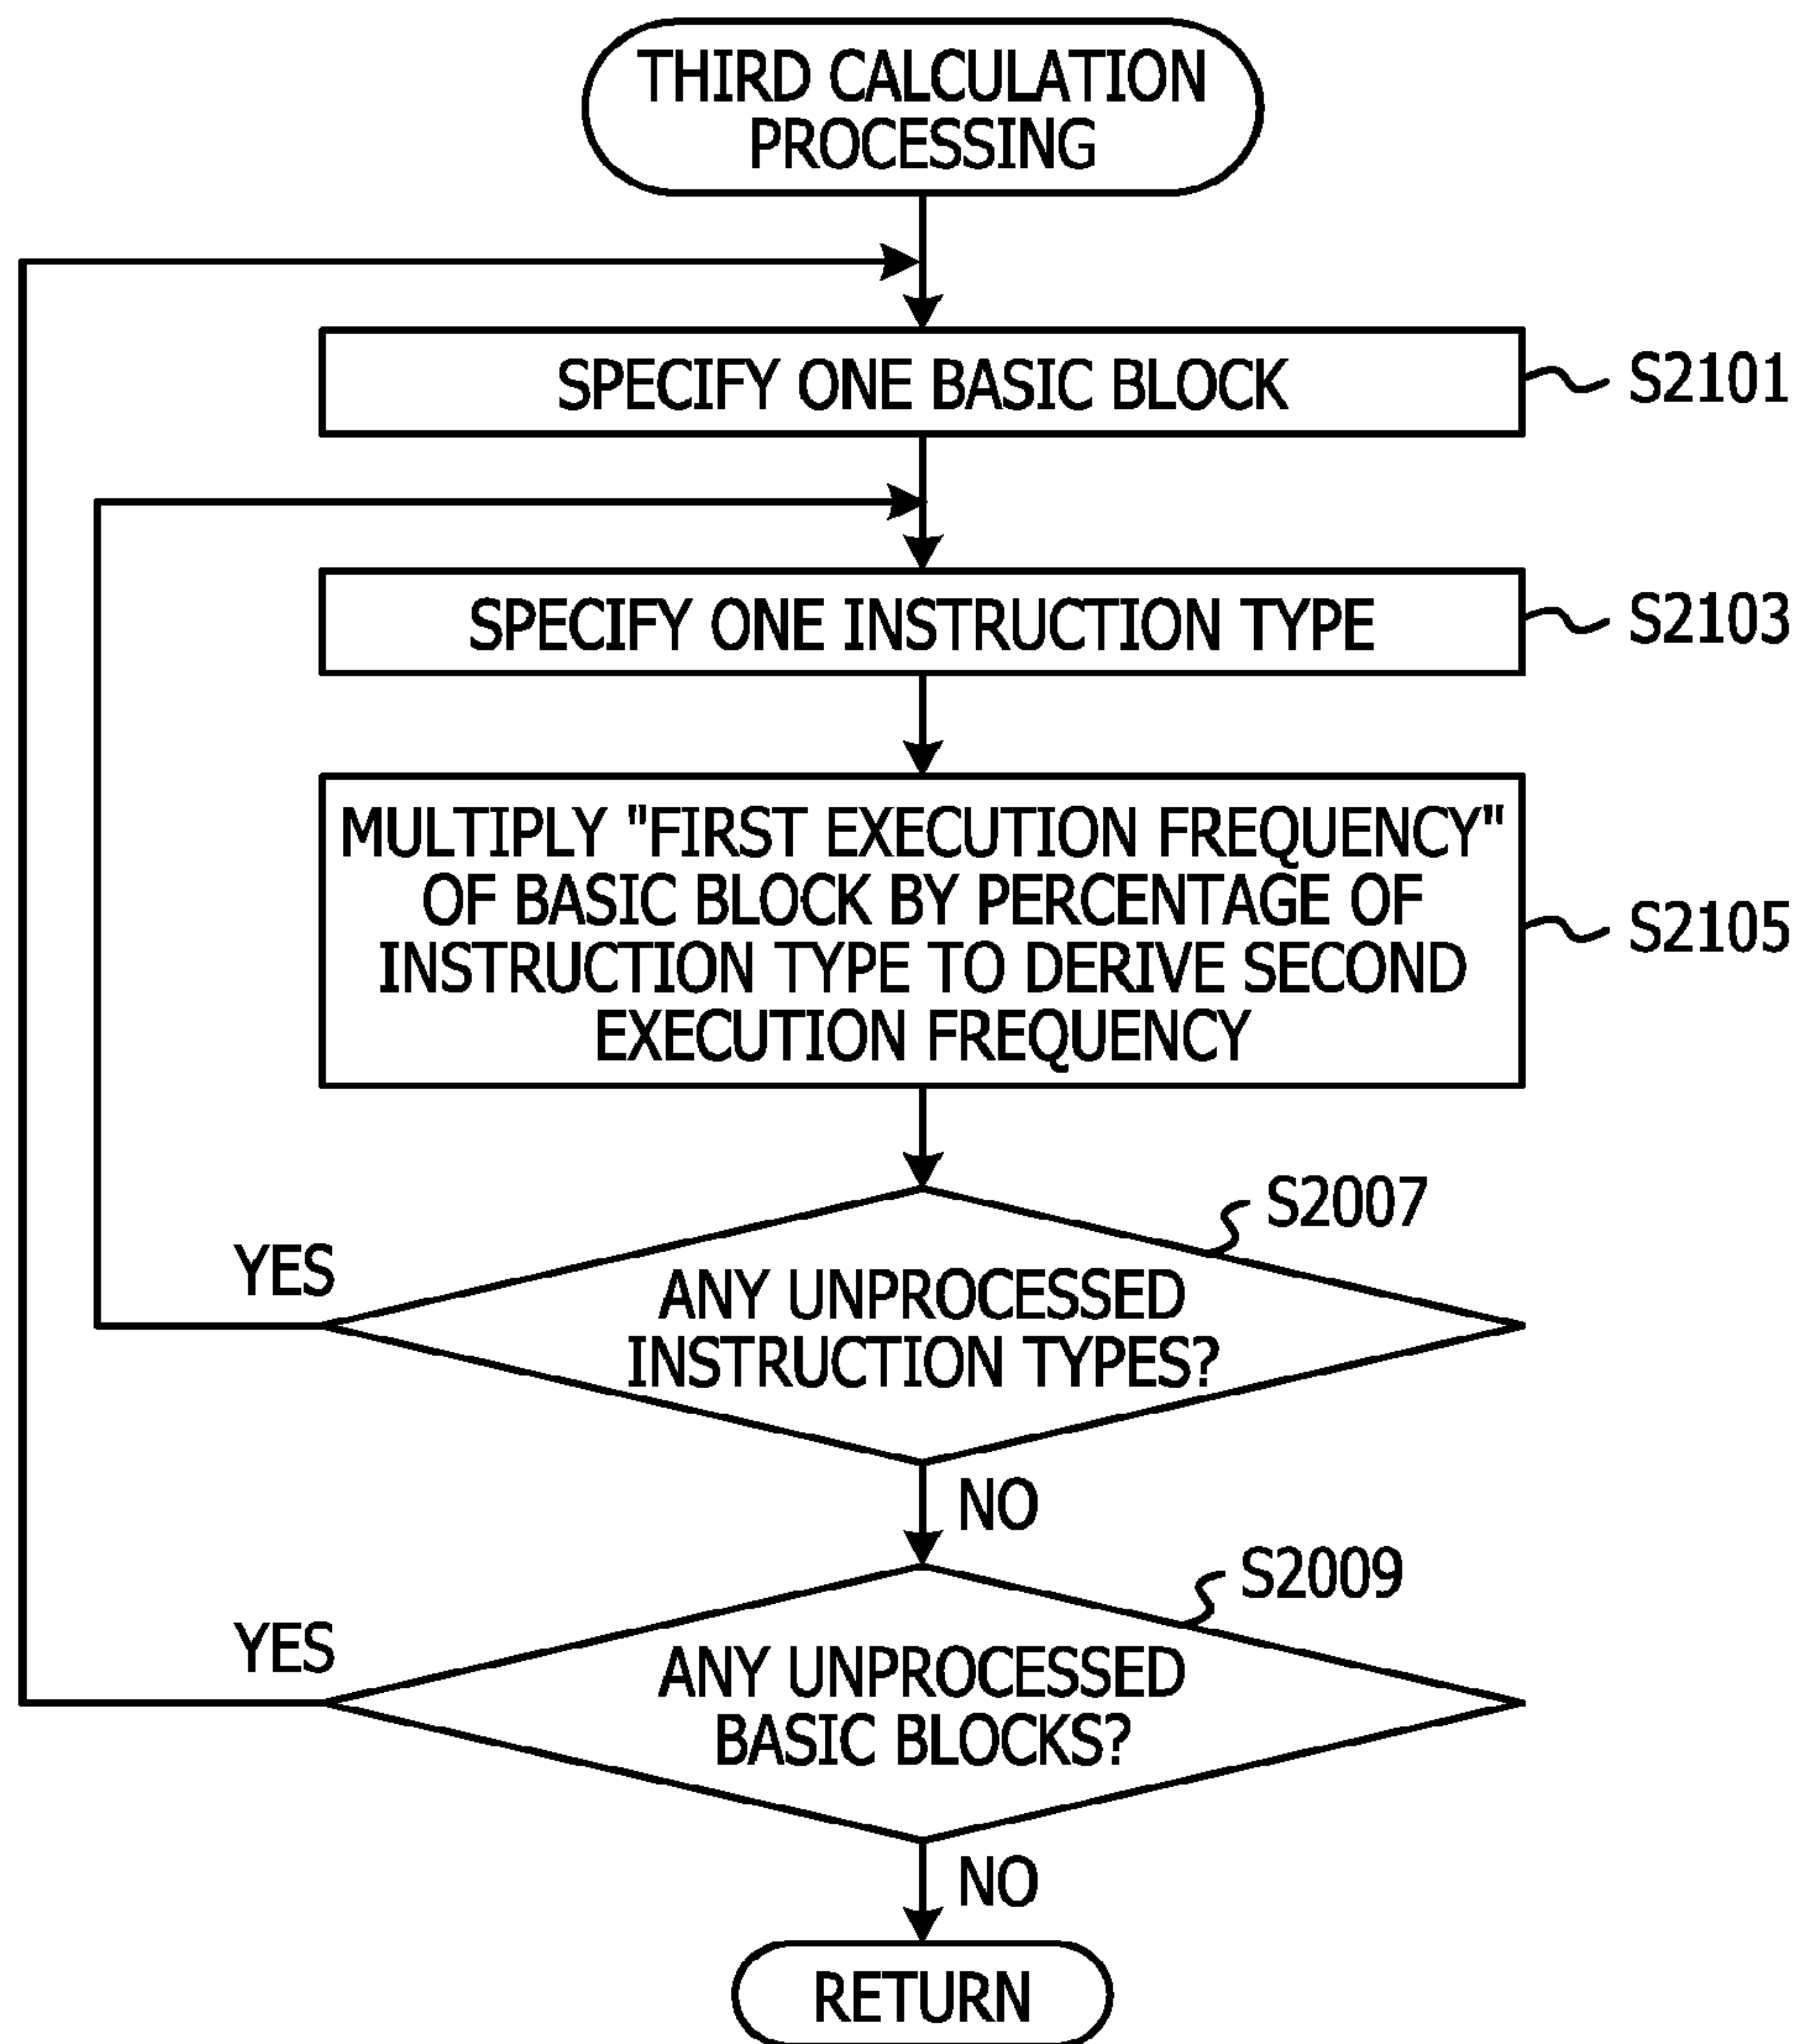 THIRD CALCULATION
PROCESSING
SPECIFY ONE BASIC BLOCK
S2101
SPECIFY ONE INSTRUCTION TYPE
S2103
MULTIPLY "FIRST EXECUTION FREQUENCY"
OF BASIC BLOCK BY PERCENTAGE OF
INSTRUCTION TYPE TO DERIVE SECOND
EXECUTION FREQUENCY
S2105
S2007
YES
ANY UNPROCESSED
INSTRUCTION TYPES?
NO
S2009
YES
ANY UNPROCESSED
BASIC BLOCKS?
NO
RETURN